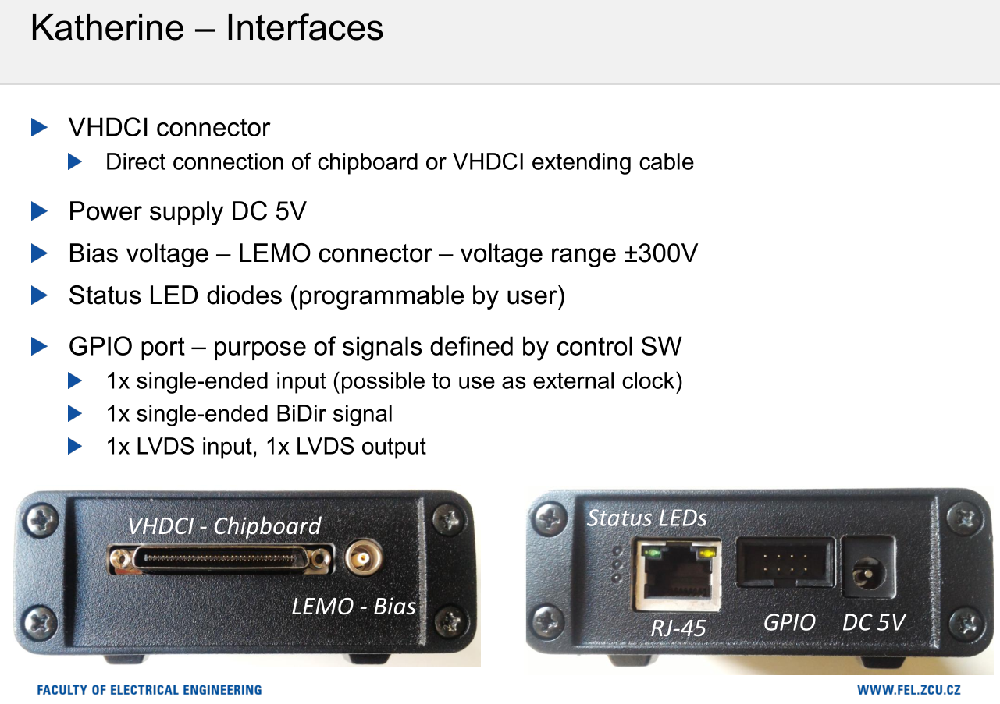 Katherine – Interfaces
VHDCI connector
Direct connection of chipboard or VHDCI extending cable
Power supply DC 5V
Bias voltage – LEMO connector – voltage range ±300V
Status LED diodes (programmable by user)
GPIO port – purpose of signals defined by control SW
1x single-ended input (possible to use as external clock)
1x single-ended BiDir signal
1x LVDS input, 1x LVDS output
VHDCI - Chipboard
LEMO - Bias
Status LEDs
RJ-45
GPIO
DC 5V
FACULTY OF ELECTRICAL ENGINEERING
WWW.FEL.ZCU.CZ